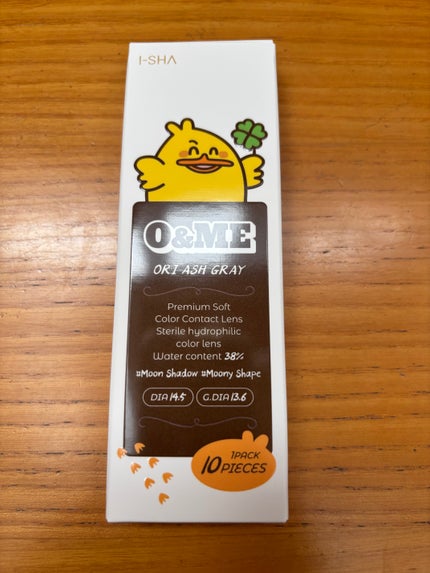 I-SHA
O&ME
ORI ASH GRAY
Premium Soft
Color Contact Lens
Sterile hydrophilic
color lens
Water content 38%
#Moon Shadow #Moony Shape
DIA 14.5 G.DIA 13.6
1PACK
10 PIECES